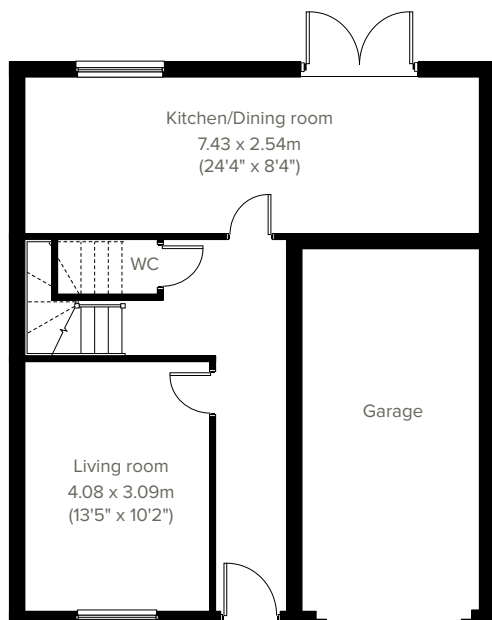 Kitchen/Dining room
7.43 x 2.54m
(24'4" x 8'4")
WC
Garage
Living room
4.08 x 3.09m
(13'5" x 10'2")